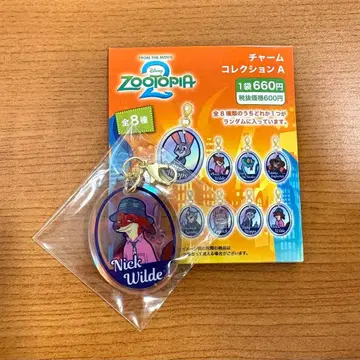 FROM THE MOVIE
Disney
ZOOTOPIA
2
チャーム
コレクション A
1袋 660円
税抜価格600円
全8種
全8種類のうちどれか1つが
ランダムに入っています。
Nick
Wilde